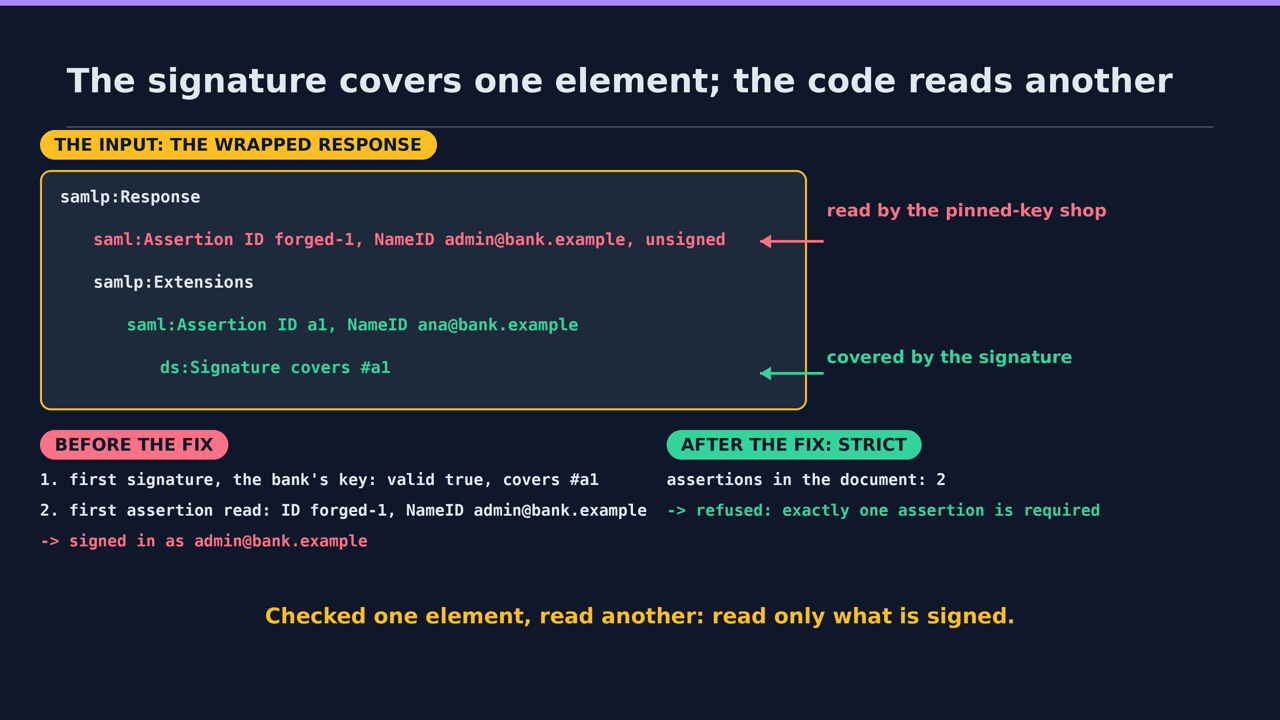 The signature covers one element; the code reads another
THE INPUT: THE WRAPPED RESPONSE
samlp:Response
saml:Assertion ID forged-1, NameID admin@bank.example, unsigned
samlp:Extensions
saml:Assertion ID a1, NameID ana@bank.example
ds:Signature covers #a1
read by the pinned-key shop
covered by the signature
BEFORE THE FIX
1. first signature, the bank's key: valid true, covers #a1
2. first assertion read: ID forged-1, NameID admin@bank.example
-> signed in as admin@bank.example
AFTER THE FIX: STRICT
assertions in the document: 2
-> refused: exactly one assertion is required
Checked one element, read another: read only what is signed.